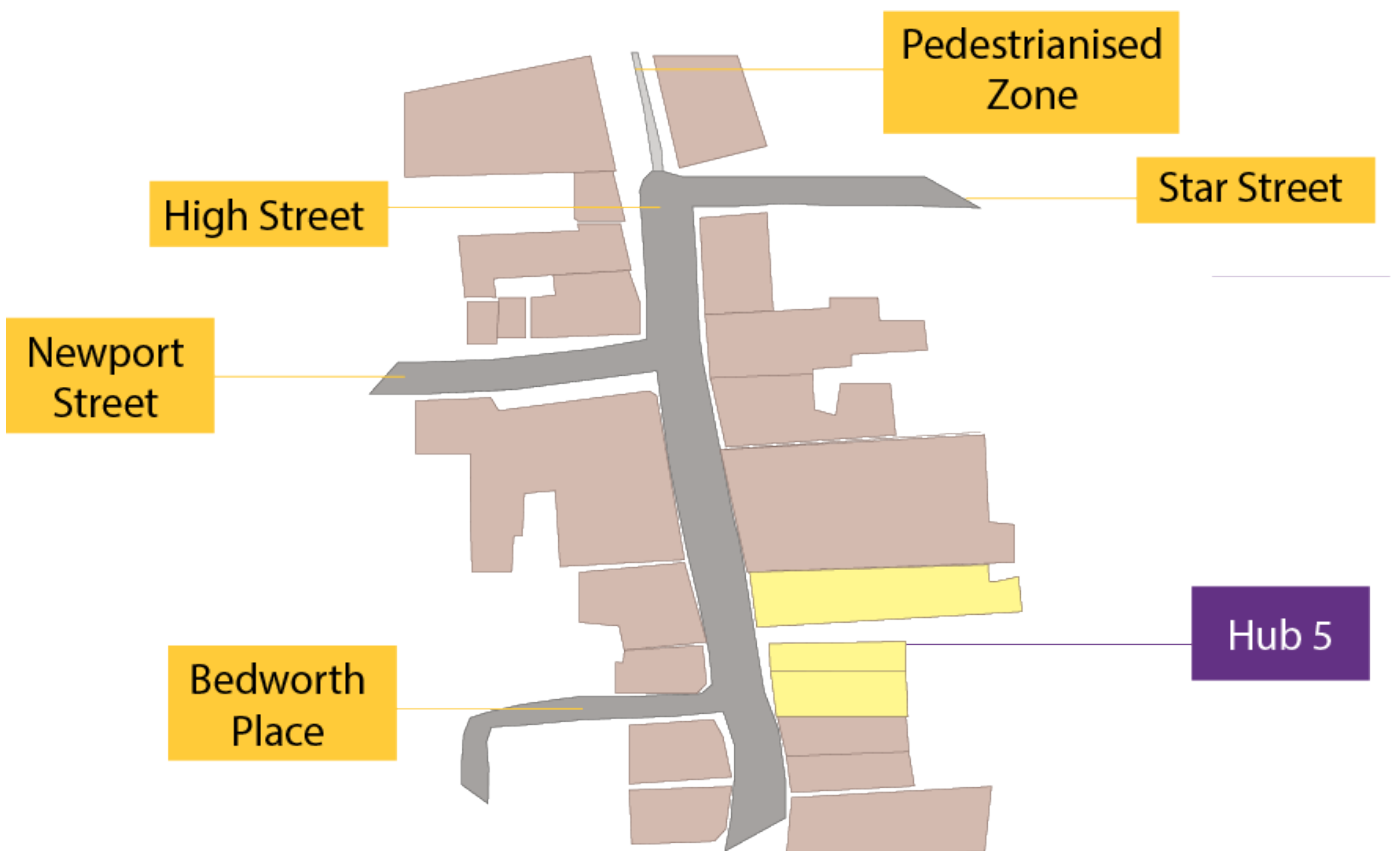 Pedestrianised
Zone
Star Street
High Street
Newport
Street
Hub 5
Bedworth
Place